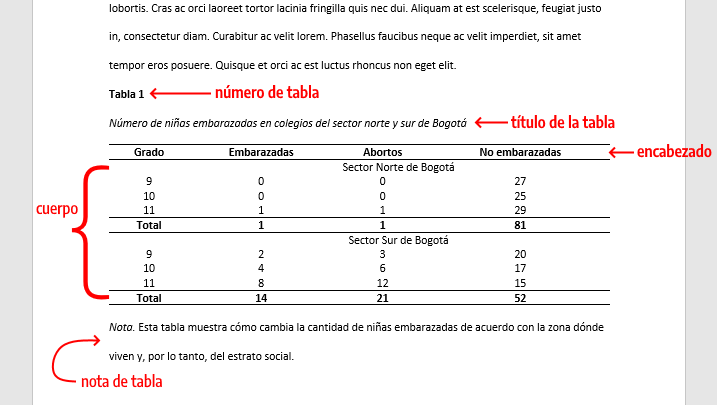 lobortis. Cras ac orci laoreet tortor lacinia fringilla quis nec dui. Aliquam at est scelerisque, feugiat justo
in, consectetur diam. Curabitur ac velit lorem. Phasellus faucibus neque ac velit imperdiet, sit amet
tempor eros posuere. Quisque et orci ac est luctus rhoncus non eget elit.
Tabla 1 número de tabla
Número de niñas embarazadas en colegios del sector norte y sur de Bogotá título de la tabla
Grado Embarazadas Abortos No embarazadas encabezado
Sector Norte de Bogotá
9 0 0 27
10 0 0 25
cuerpo 11 1 1 29
Total 1 1 81
Sector Sur de Bogotá
9 2 3 20
10 4 6 17
11 8 12 15
Total 14 21 52
Nota. Esta tabla muestra cómo cambia la cantidad de niñas embarazadas de acuerdo con la zona dónde
viven y, por lo tanto, del estrato social.
nota de tabla